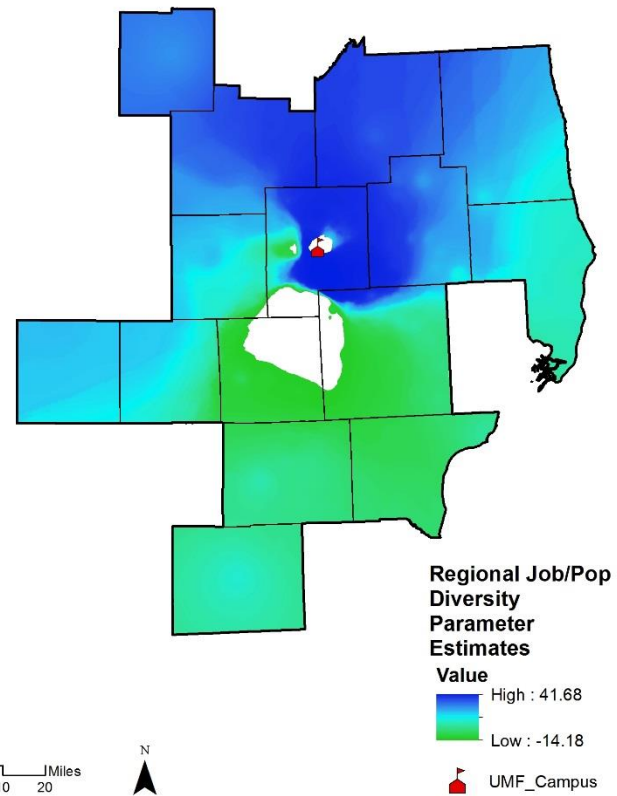 Regional Job/Pop
Diversity
Parameter
Estimates
Value
High : 41.68
Low : -14.18
UMF_Campus
N
Miles
0 20